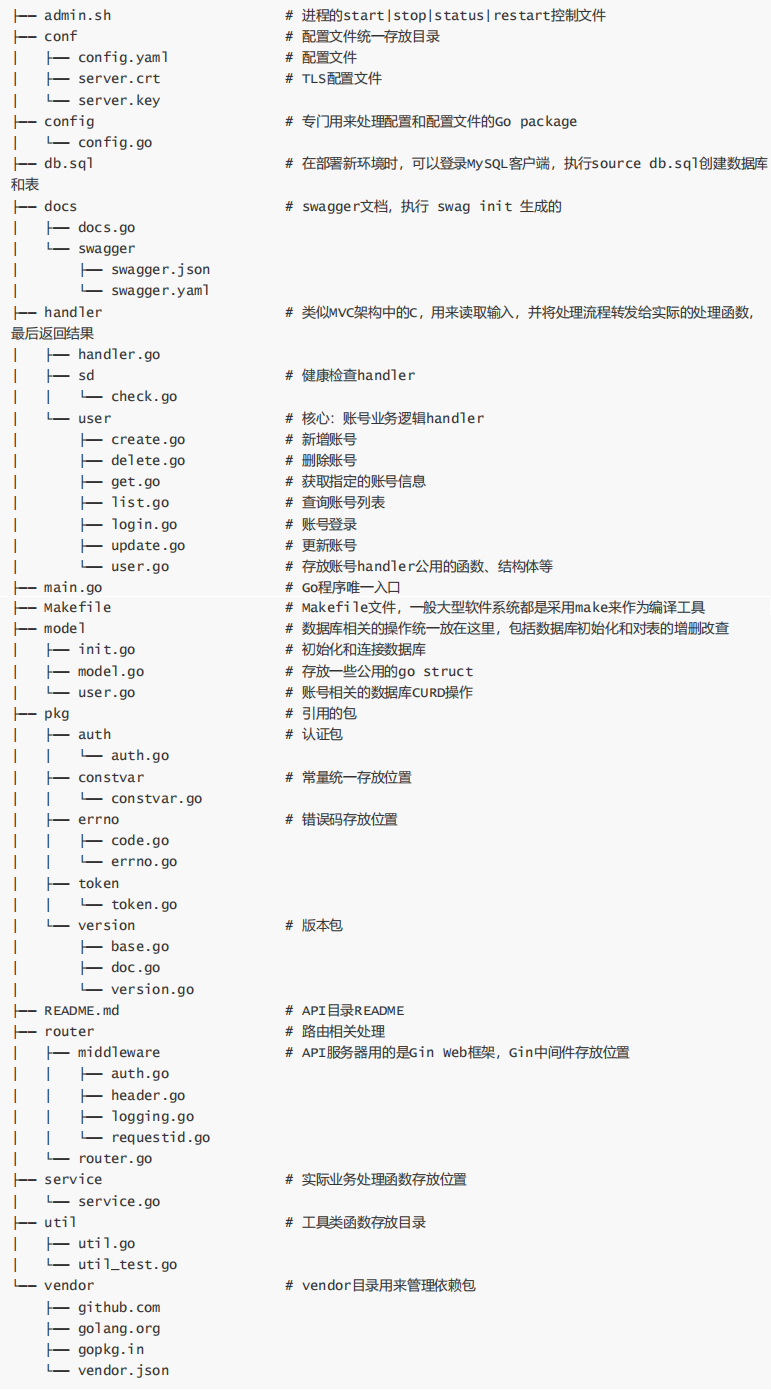 ├── admin.sh                     # 进程的start|stop|status|restart控制文件
├── conf                         # 配置文件统一存放目录
│   ├── config.yaml              # 配置文件
│   ├── server.crt               # TLS配置文件
│   └── server.key
├── config                       # 专门用来处理配置和配置文件的Go package
│   └── config.go
├── db.sql                       # 在部署新环境时，可以登录MySQL客户端，执行source db.sql创建数据库
和表
├── docs                         # swagger文档，执行 swag init 生成的
│   ├── docs.go
│   └── swagger
│       ├── swagger.json
│       └── swagger.yaml
├── handler                      # 类似MVC架构中的C，用来读取输入，并将处理流程转发给实际的处理函数，
最后返回结果
│   ├── handler.go
│   ├── sd                       # 健康检查handler
│   │   └── check.go
│   └── user                     # 核心：账号业务逻辑handler
│       ├── create.go            # 新增账号
│       ├── delete.go            # 删除账号
│       ├── get.go               # 获取指定的账号信息
│       ├── list.go              # 查询账号列表
│       ├── login.go             # 账号登录
│       ├── update.go            # 更新账号
│       └── user.go              # 存放账号handler公用的函数、结构体等
├── main.go                      # Go程序唯一入口
├── Makefile                     # Makefile文件，一般大型软件系统都是采用make来作为编译工具
├── model                        # 数据库相关的操作统一放在这里，包括数据库初始化和对表的增删改查
│   ├── init.go                  # 初始化和连接数据库
│   ├── model.go                 # 存放一些公用的go struct
│   └── user.go                  # 账号相关的数据库CURD操作
├── pkg                          # 引用的包
│   ├── auth                     # 认证包
│   │   └── auth.go
│   ├── constvar                 # 常量统一存放位置
│   │   └── constvar.go
│   ├── errno                    # 错误码存放位置
│   │   ├── code.go
│   │   └── errno.go
│   ├── token
│   │   └── token.go
│   └── version                  # 版本包
│       ├── base.go
│       ├── doc.go
│       └── version.go
├── README.md                    # API目录README
├── router                       # 路由相关处理
│   ├── middleware               # API服务器用的是Gin Web框架，Gin中间件存放位置
│   │   ├── auth.go
│   │   ├── header.go
│   │   ├── logging.go
│   │   └── requestid.go
│   └── router.go
├── service                      # 实际业务处理函数存放位置
│   └── service.go
├── util                         # 工具类函数存放目录
│   ├── util.go
│   └── util_test.go
└── vendor                       # vendor目录用来管理依赖包
    ├── github.com
    ├── golang.org
    ├── gopkg.in
    └── vendor.json